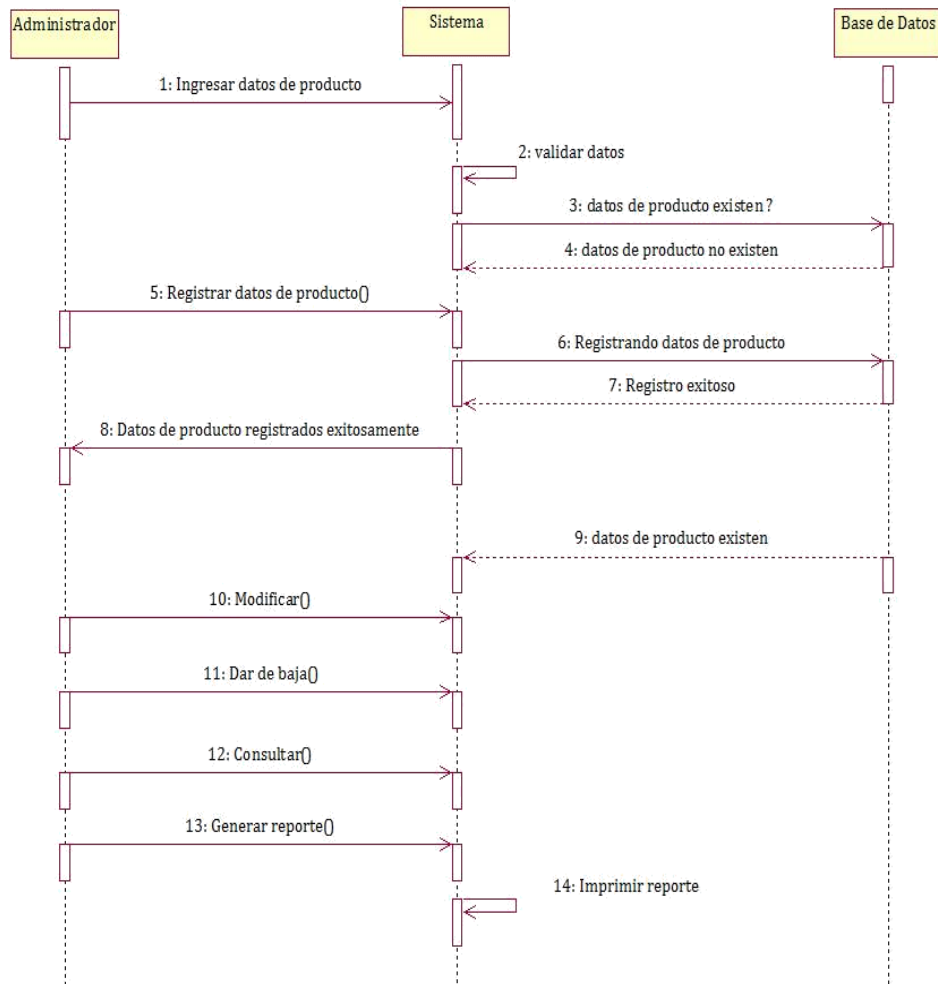 Administrador
Sistema
Base de Datos
1: Ingresar datos de producto
2: validar datos
3: datos de producto existen?
4: datos de producto no existen
5: Registrar datos de producto()
6: Registrando datos de producto
7: Registro exitoso
8: Datos de producto registrados exitosamente
9: datos de producto existen
10: Modificar()
11: Dar de baja()
12: Consultar()
13: Generar reporte()
14: Imprimir reporte